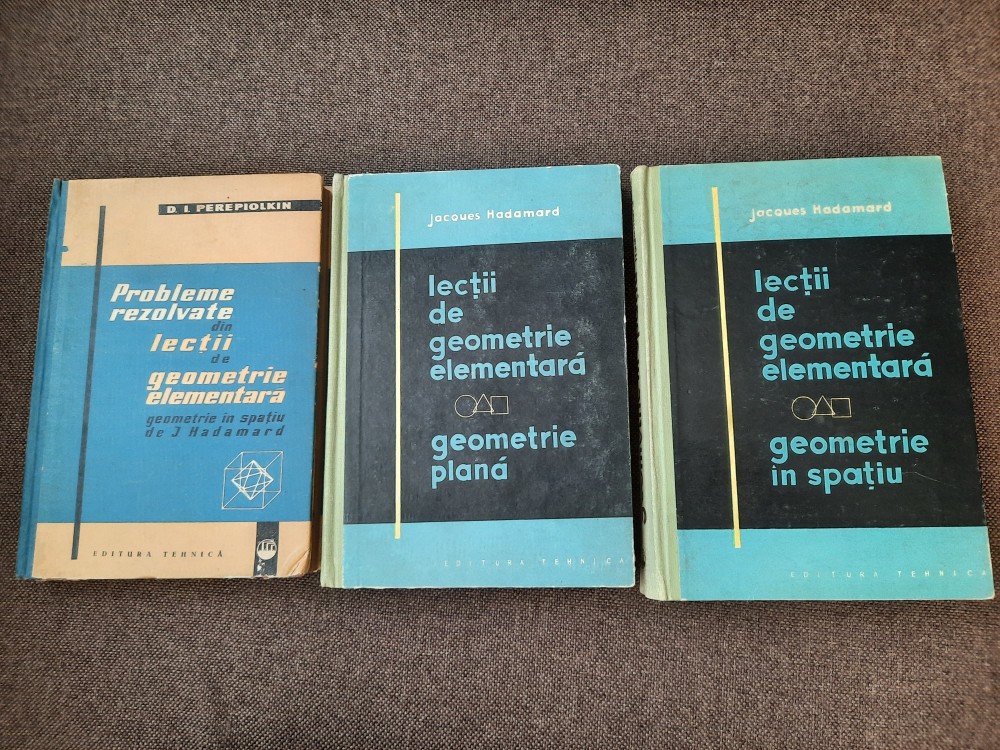 D. I. PEREPIOLKIN
Probleme
rezolvate
din
lecții
de
geometrie
elementara
geometrie în spațiu
de J Hadamard
EDITURA TEHNICĂ
Jacques Hadamard
lecții
de
geometrie
elementară
geometrie
plană
EDITURA TEHNICA
Jacques Hadamard
lecții
de
geometrie
elementară
geometrie
în spațiu
EDITURA TEHNICA